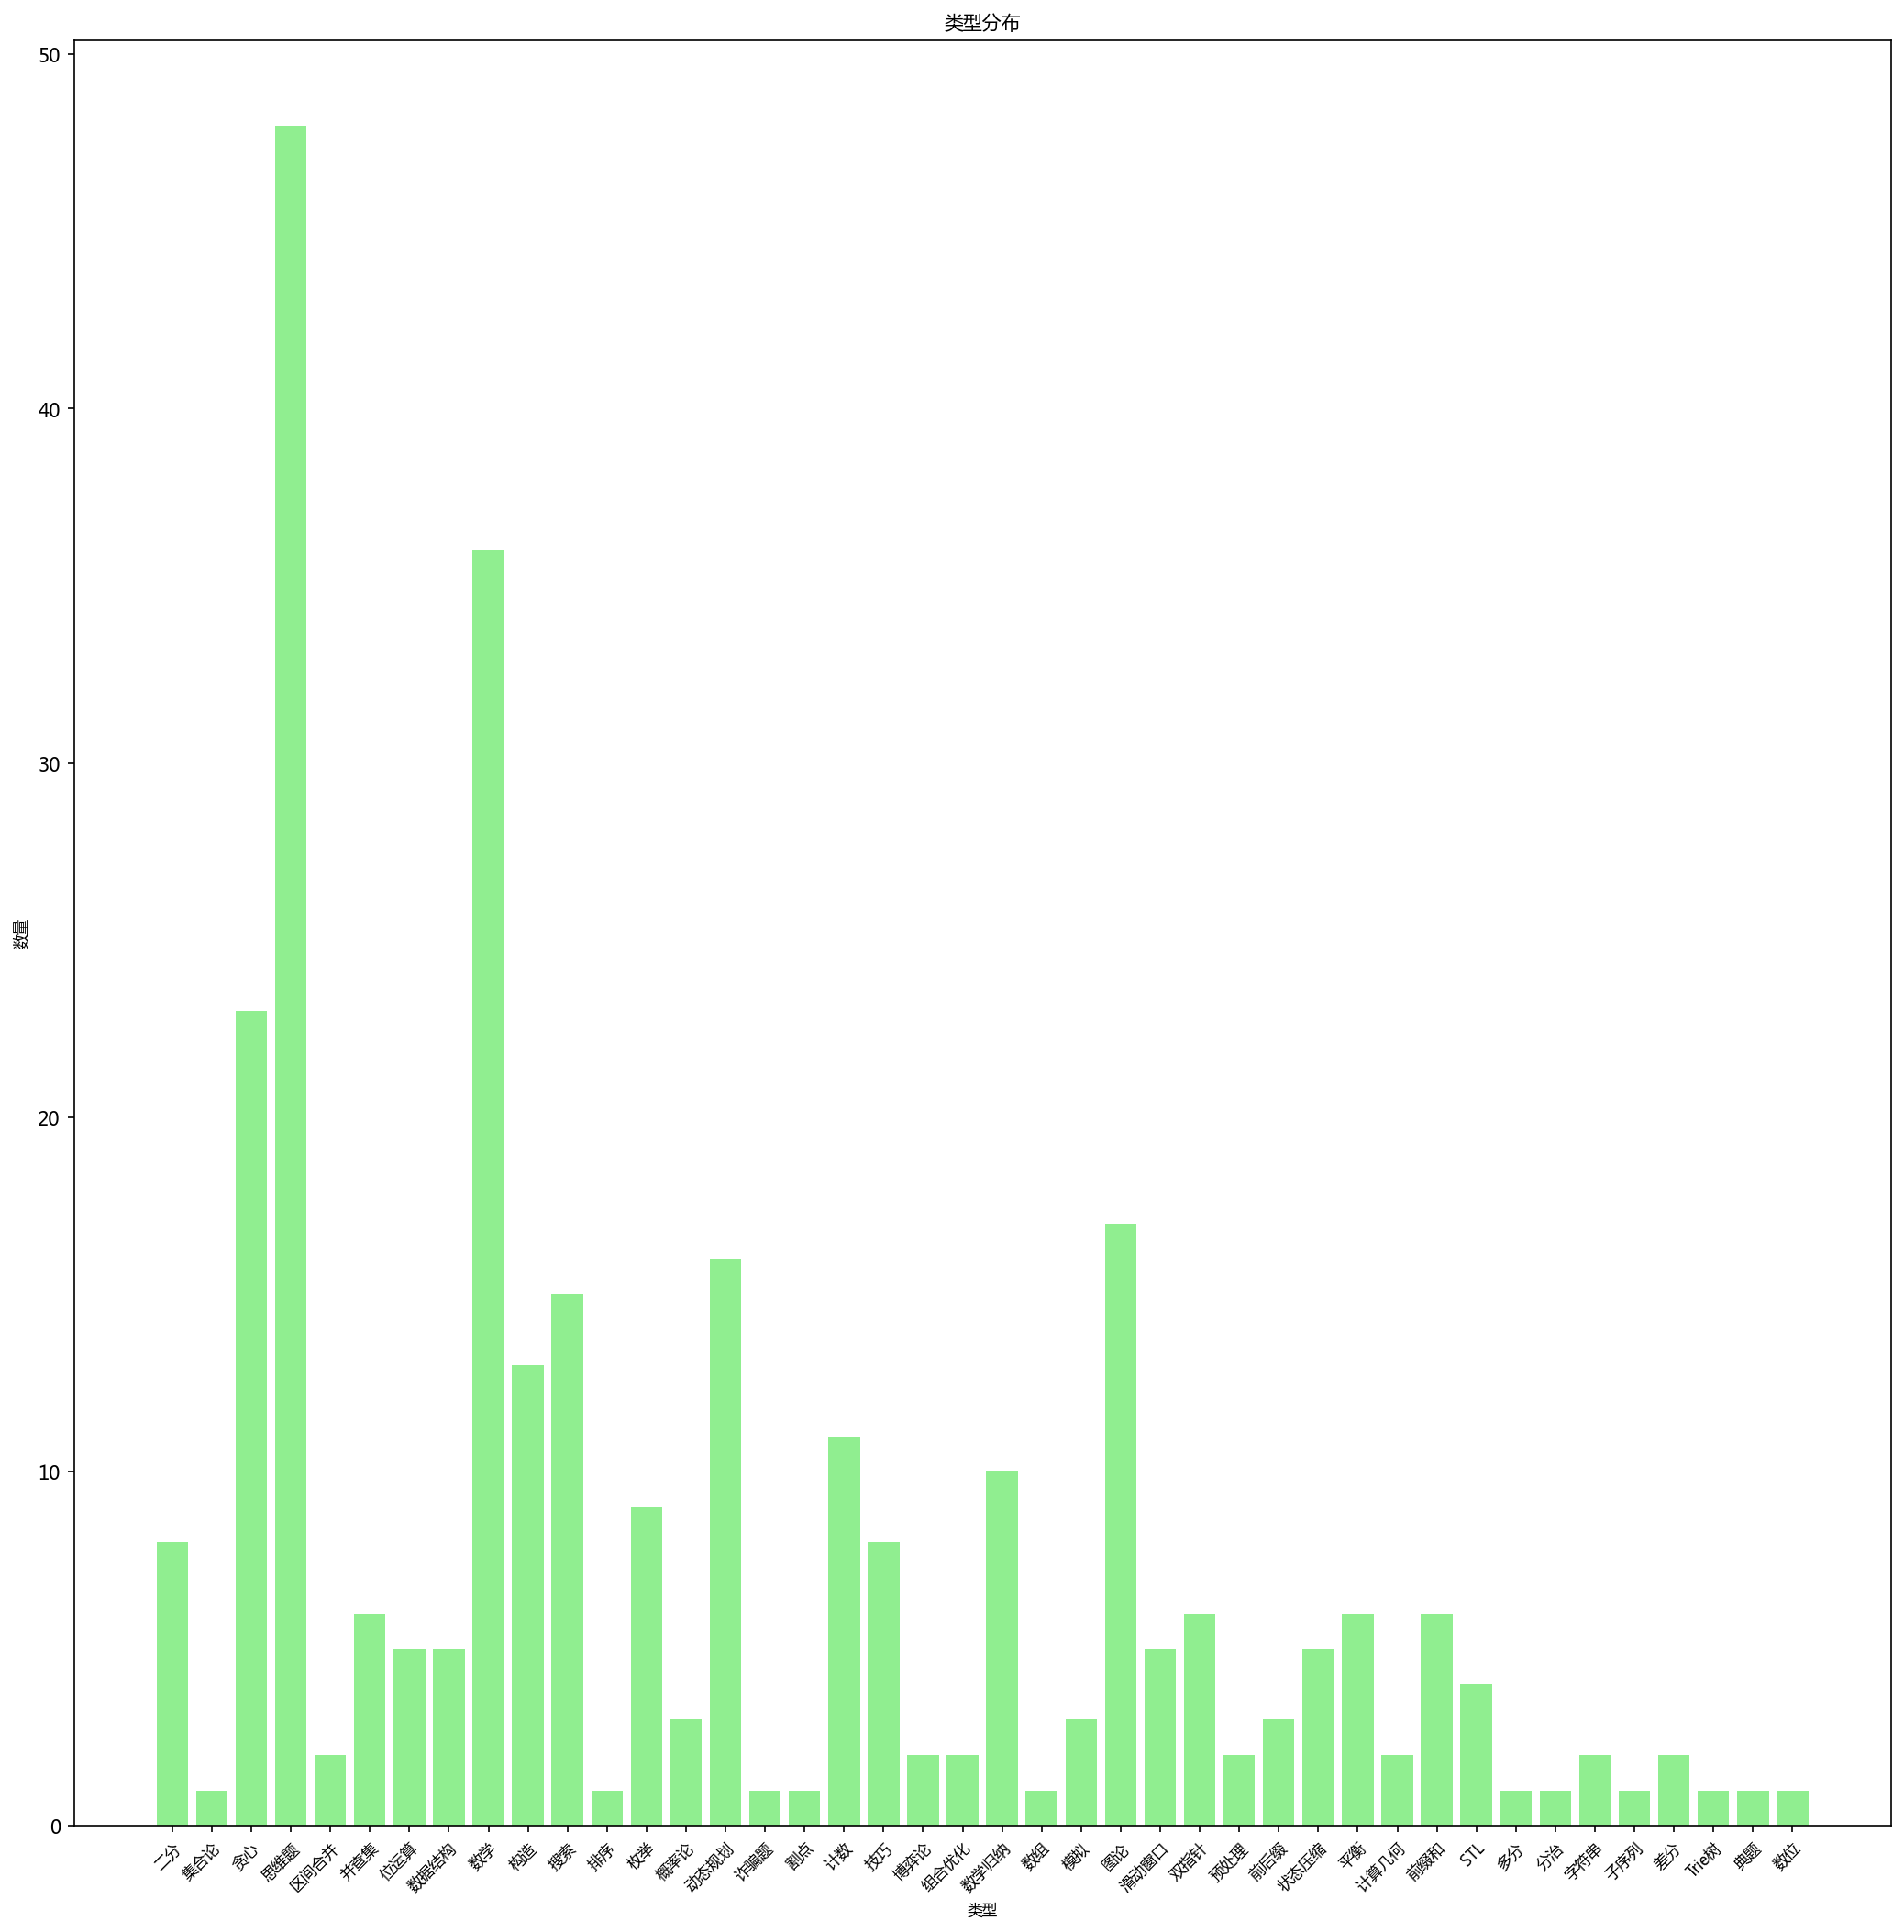 类型分布
50
40
30
20
10
0
数量
二分
集合论
贪心
思维题
区间合并
并查集
位运算
数据结构
数学
构造
搜索
排序
枚举
概率论
动态规划
诈骗题
割点
计数
技巧
博弈论
组合优化
数学归纳
数组
模拟
图论
滑动窗口
双指针
预处理
前后缀
状态压缩
平衡
计算几何
前缀和
STL
多分
分治
字符串
子序列
差分
Trie树
典题
数位
类型